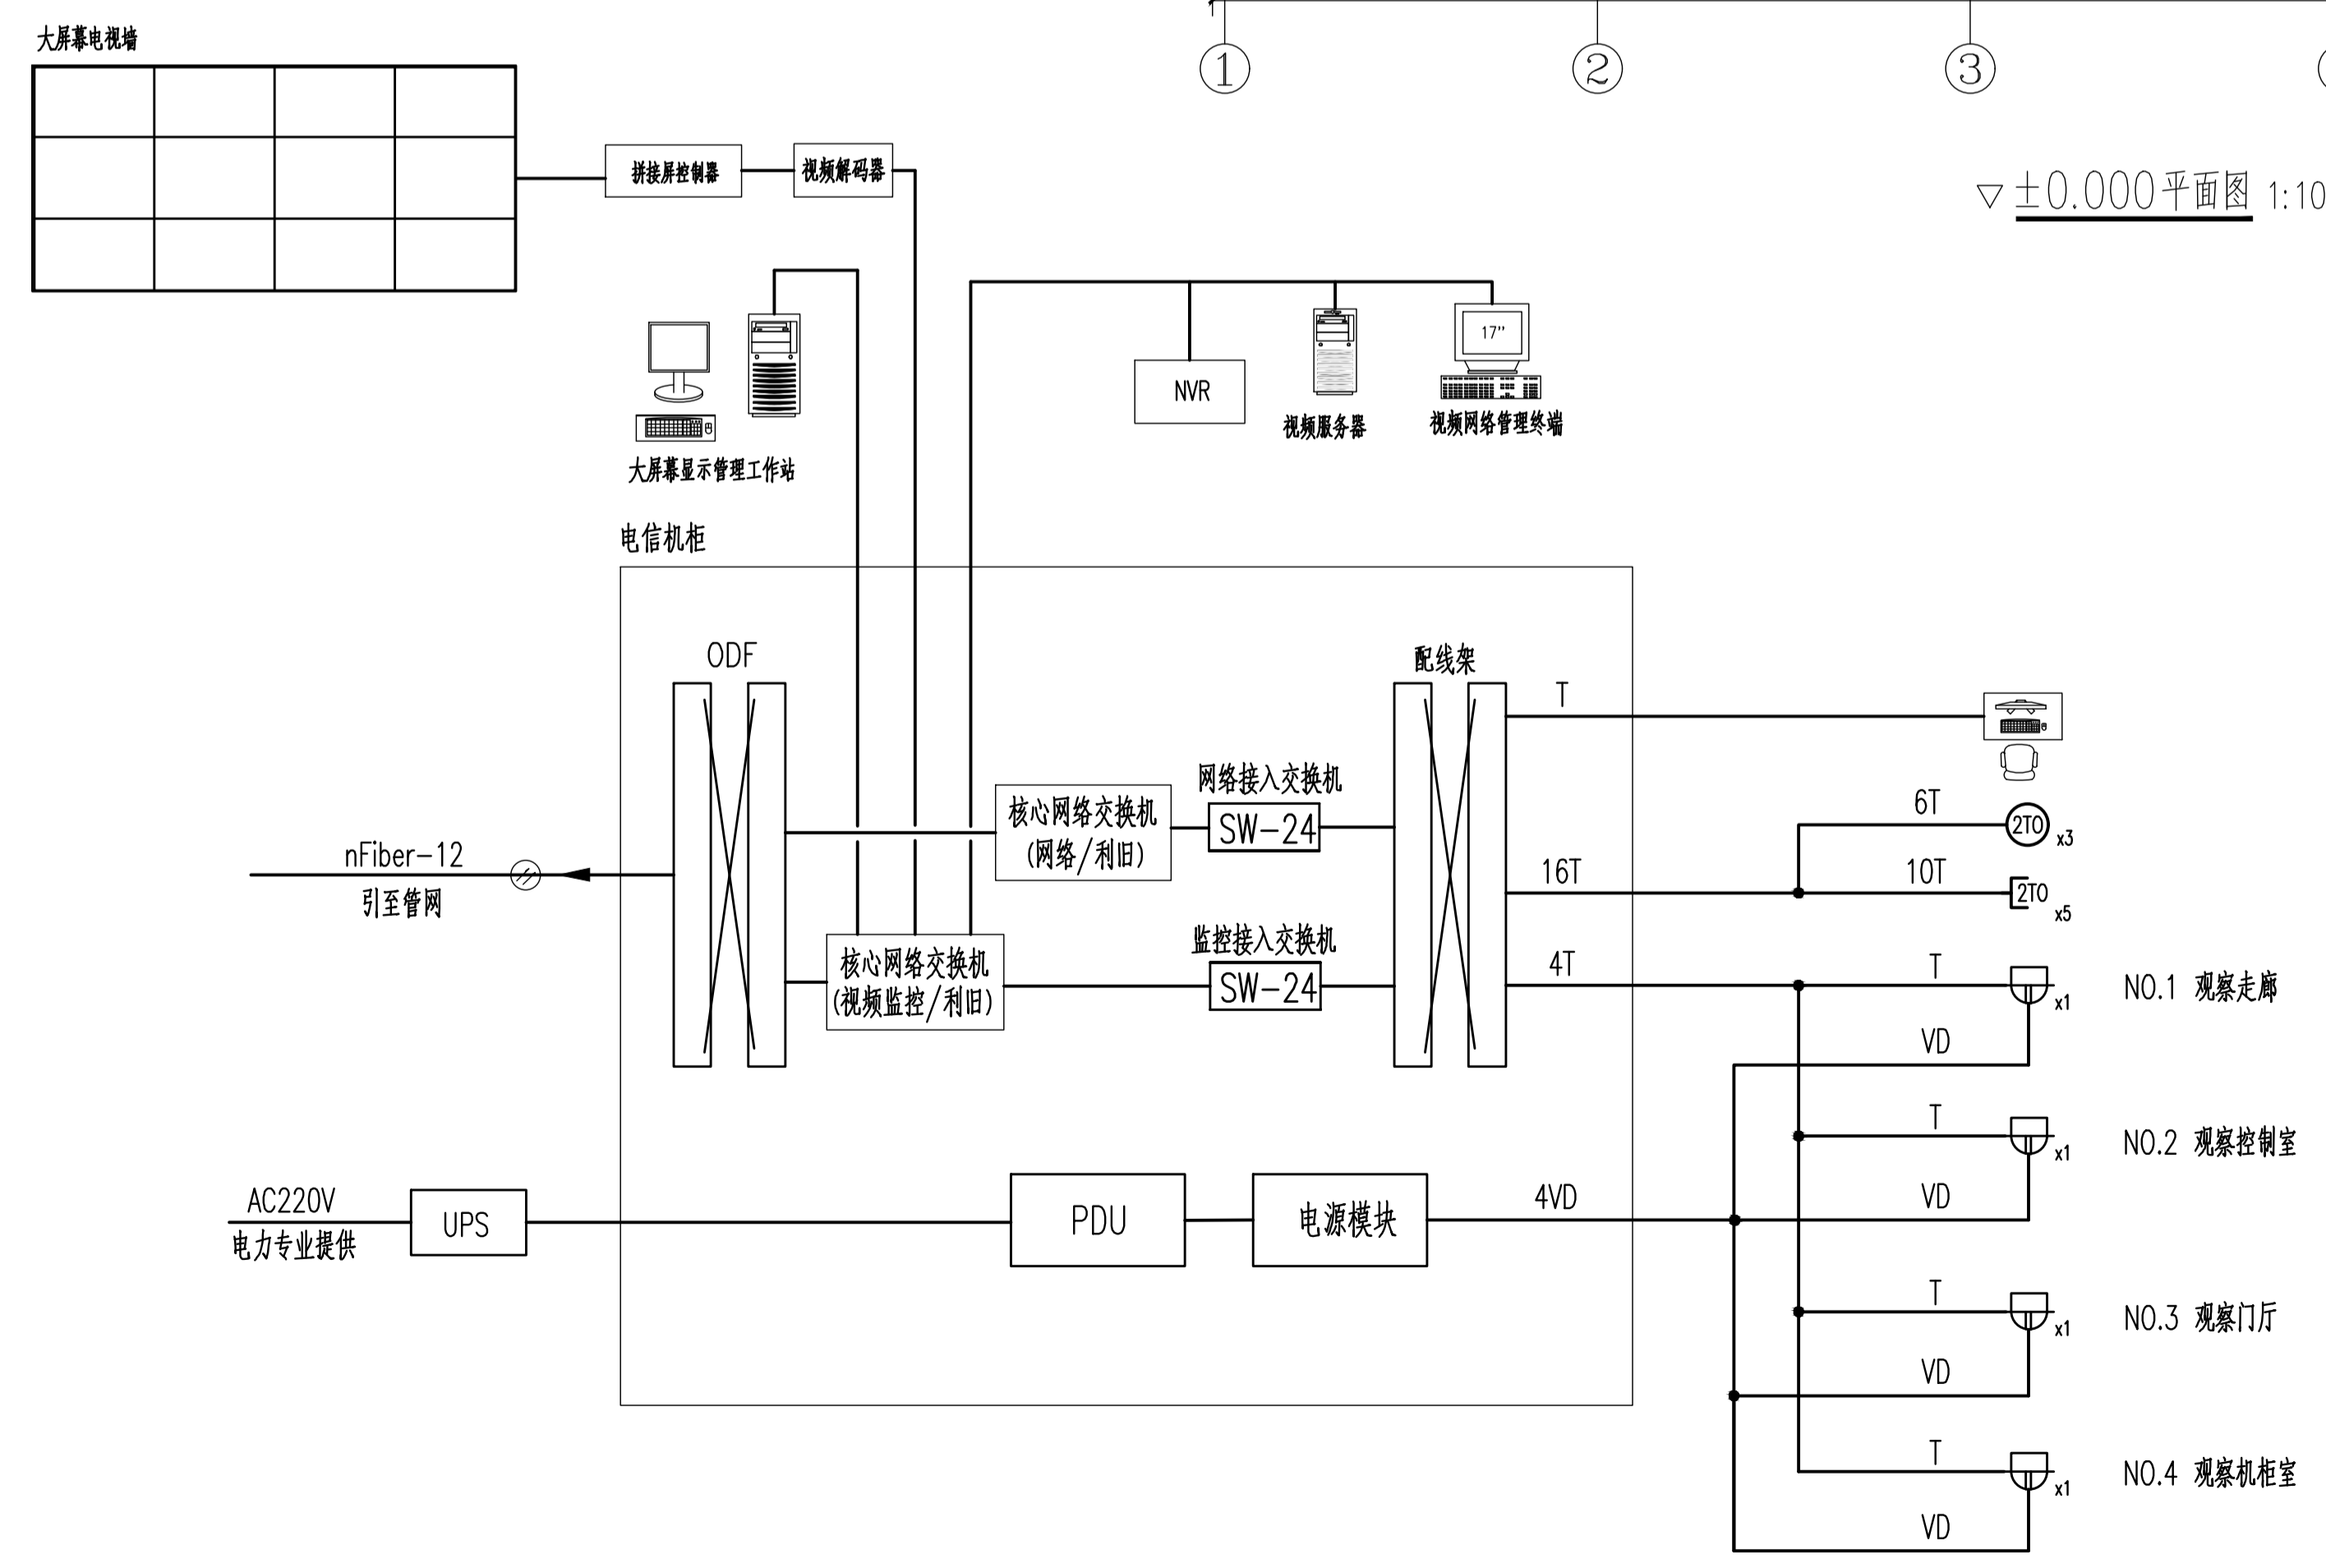 大屏幕电视墙
1
2
3
拼接屏控制器
视频解码器
±0.000平面图 1:10
17''
NVR
视频服务器
视频网络管理终端
大屏幕显示管理工作站
电信机柜
ODF
配线架
T
网络接入交换机
核心网络交换机
(网络/利旧)
SW-24
6T
2TO
x3
nFiber-12
引至管网
16T
10T
2TO
x5
监控接入交换机
核心网络交换机
(视频监控/利旧)
SW-24
4T
T
x1
NO.1 观察走廊
VD
T
x1
NO.2 观察控制室
AC220V
电力专业提供
UPS
PDU
电源模块
4VD
VD
T
x1
NO.3 观察门厅
VD
T
x1
NO.4 观察机柜室
VD